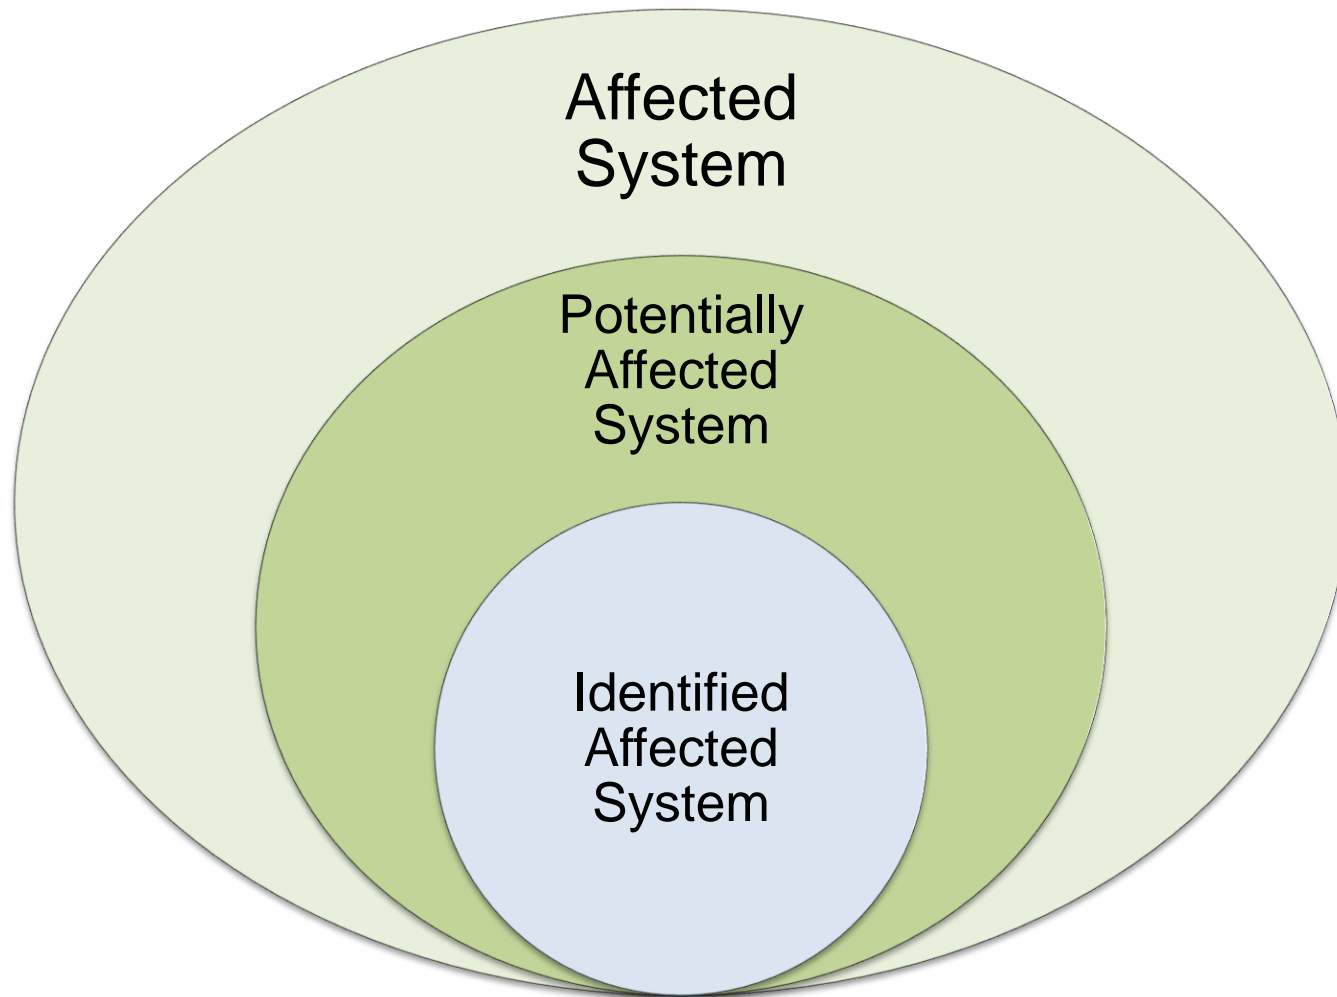 Affected
System
Potentially
Affected
System
Identified
Affected
System